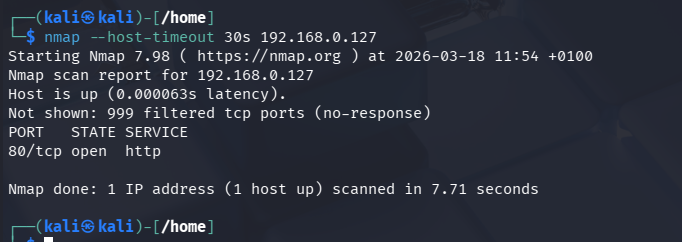 ┌──(kali㉿kali)-[/home]
└─$ nmap --host-timeout 30s 192.168.0.127
Starting Nmap 7.98 ( https://nmap.org ) at 2026-03-18 11:54 +0100
Nmap scan report for 192.168.0.127
Host is up (0.000063s latency).
Not shown: 999 filtered tcp ports (no-response)
PORT   STATE SERVICE
80/tcp open  http

Nmap done: 1 IP address (1 host up) scanned in 7.71 seconds

┌──(kali㉿kali)-[/home]
└─$